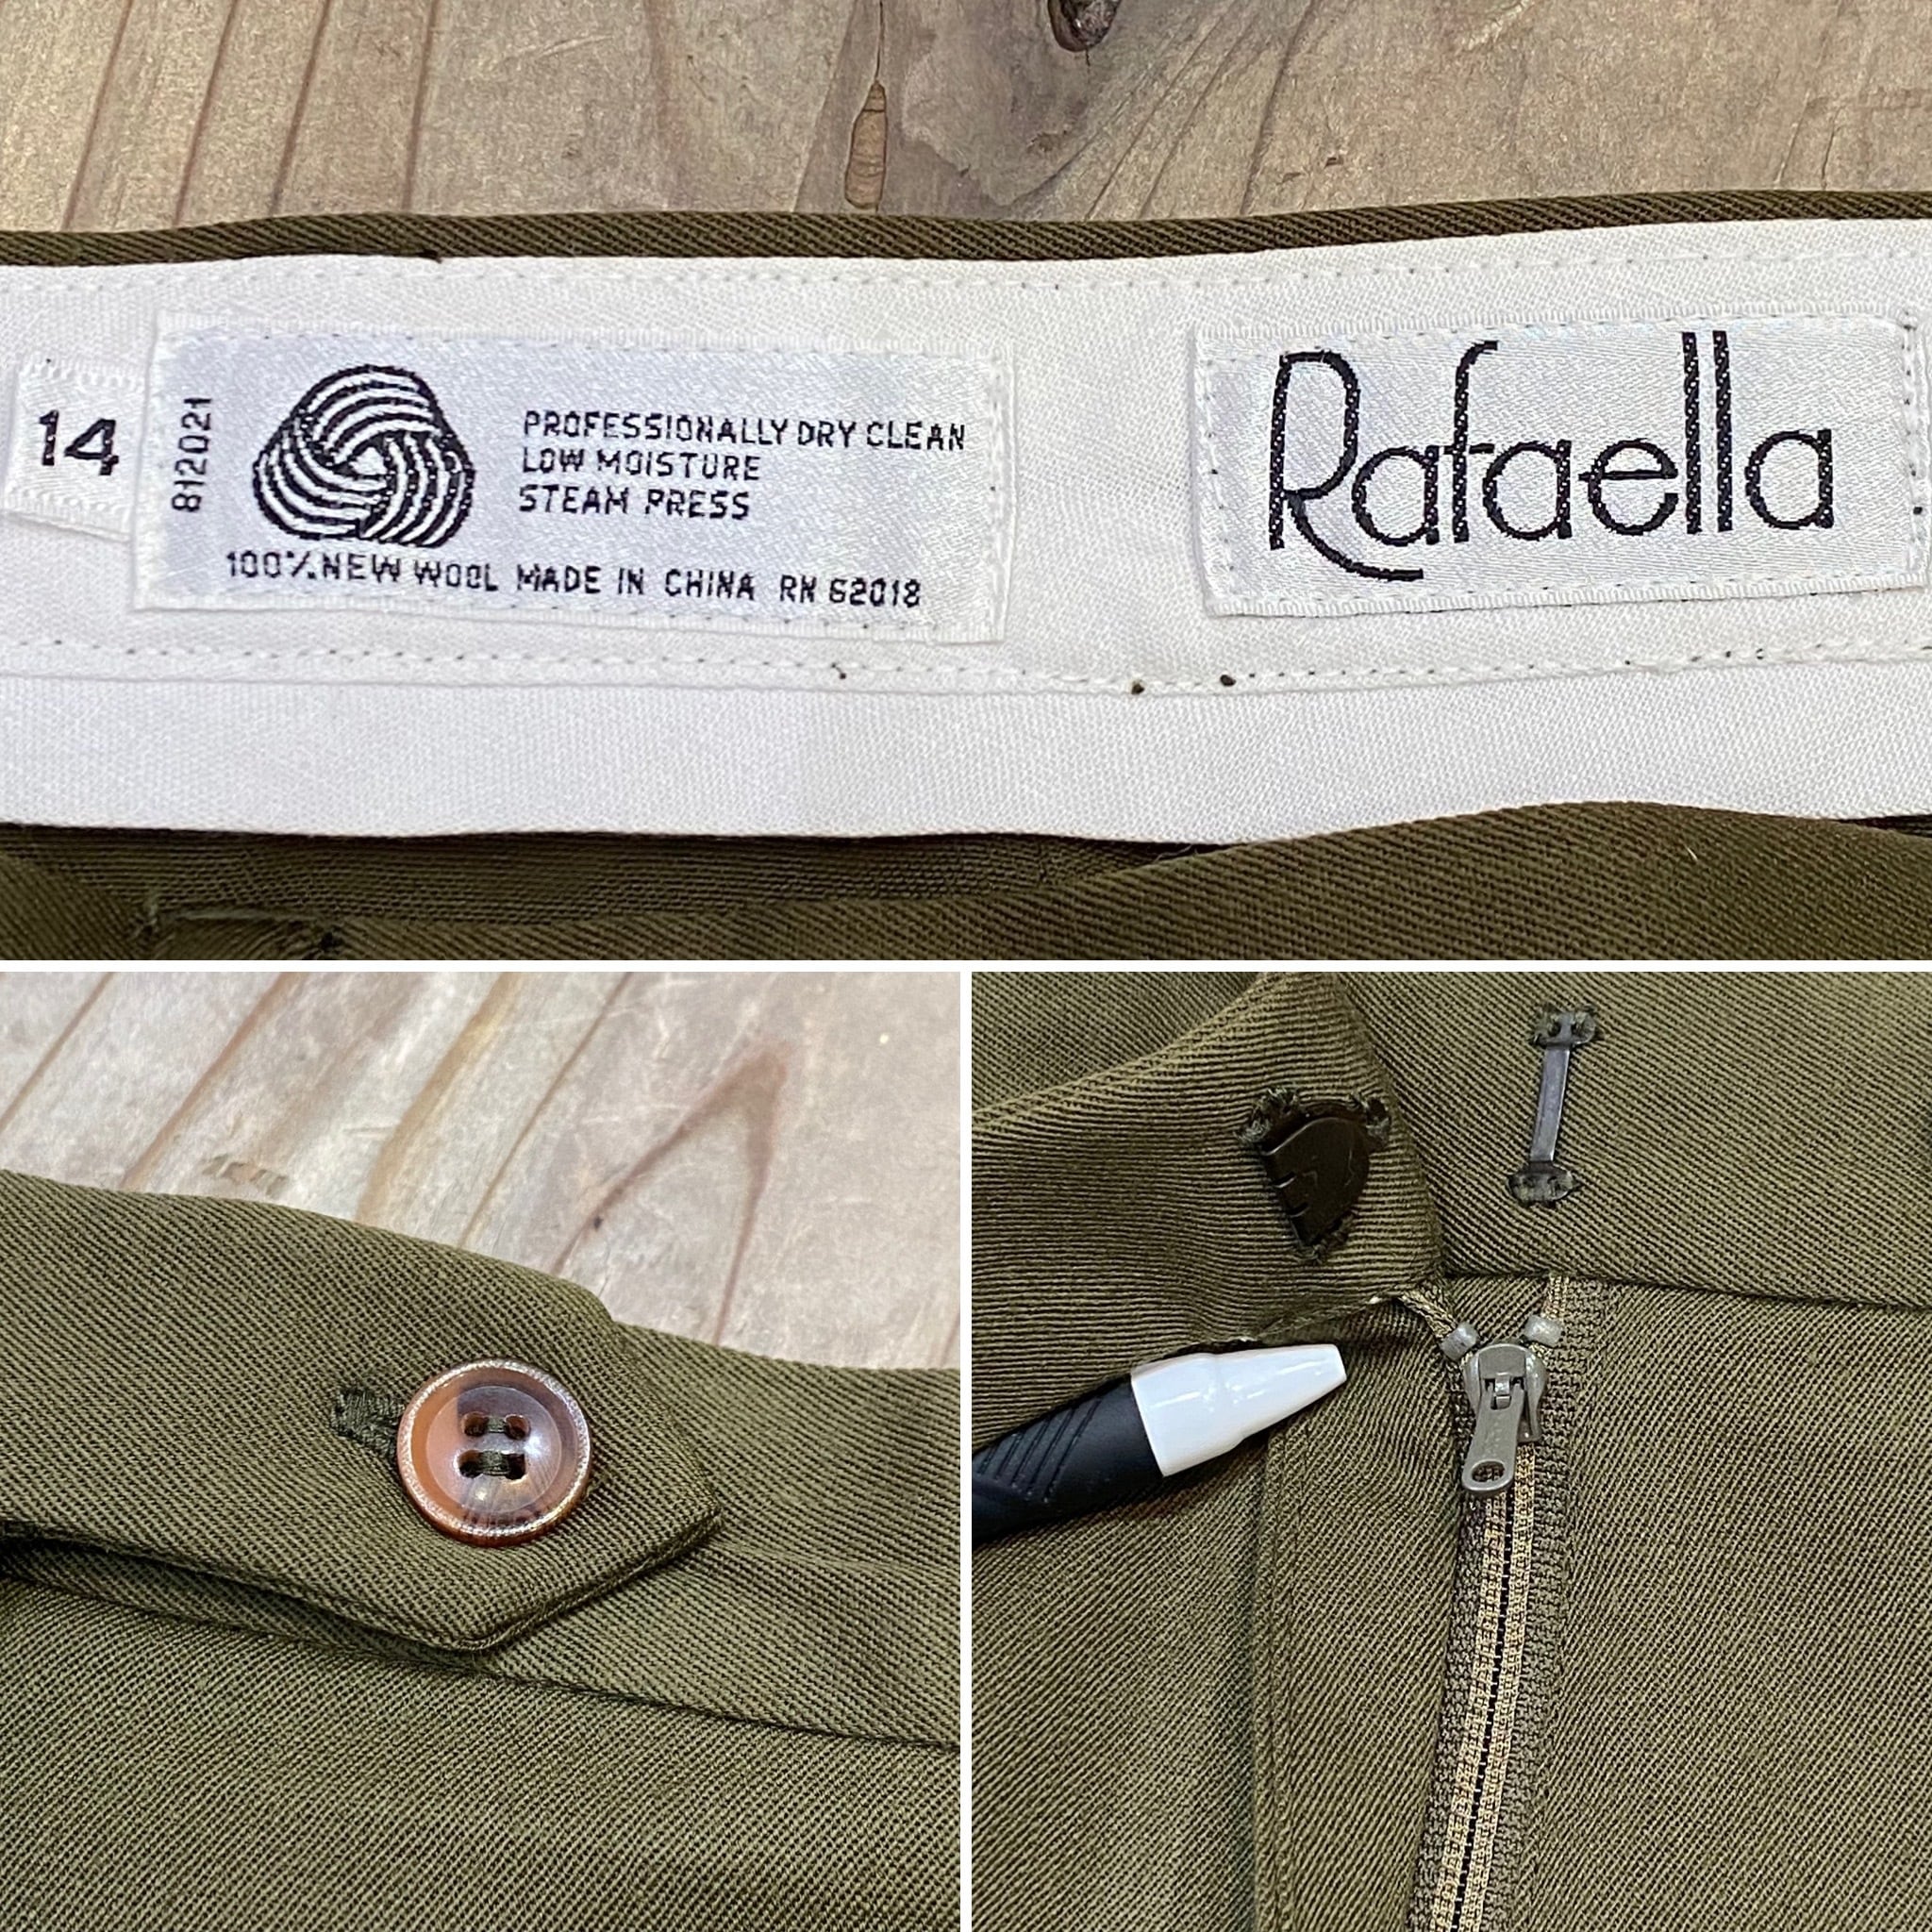 14
812021
PROFESSIONALLY DRY CLEAN
LOW MOISTURE
STEAM PRESS
100% NEW WOOL MADE IN CHINA RN 62018
Rafaella